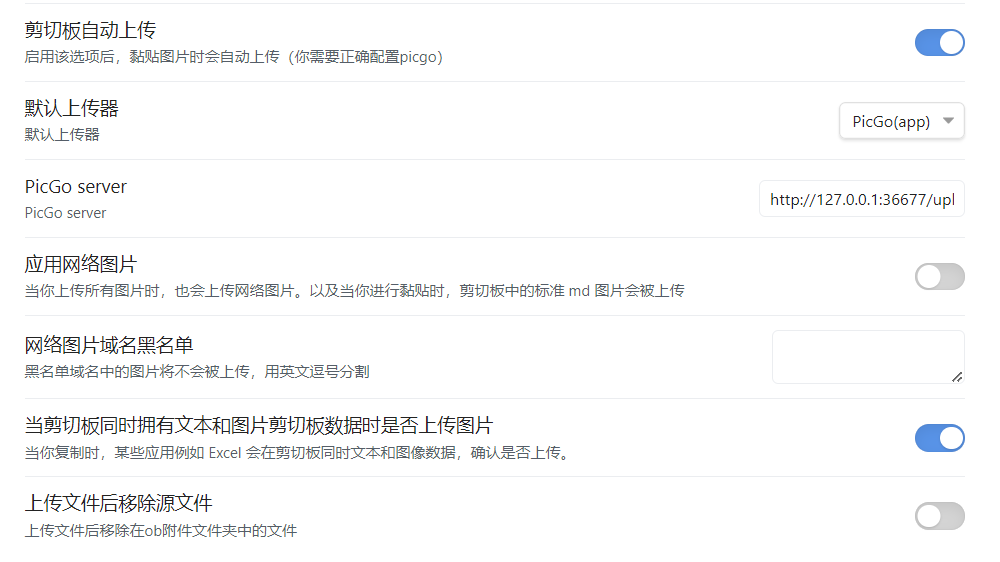 剪切板自动上传
启用该选项后，黏贴图片时会自动上传（你需要正确配置picgo）
默认上传器
默认上传器
PicGo(app)
PicGo server
PicGo server
http://127.0.0.1:36677/upl
应用网络图片
当你上传所有图片时，也会上传网络图片。以及当你进行黏贴时，剪切板中的标准 md 图片会被上传
网络图片域名黑名单
黑名单域名中的图片将不会被上传，用英文逗号分割
当剪切板同时拥有文本和图片剪切板数据时是否上传图片
当你复制时，某些应用例如 Excel 会在剪切板同时文本和图像数据，确认是否上传。
上传文件后移除源文件
上传文件后移除在ob附件文件夹中的文件